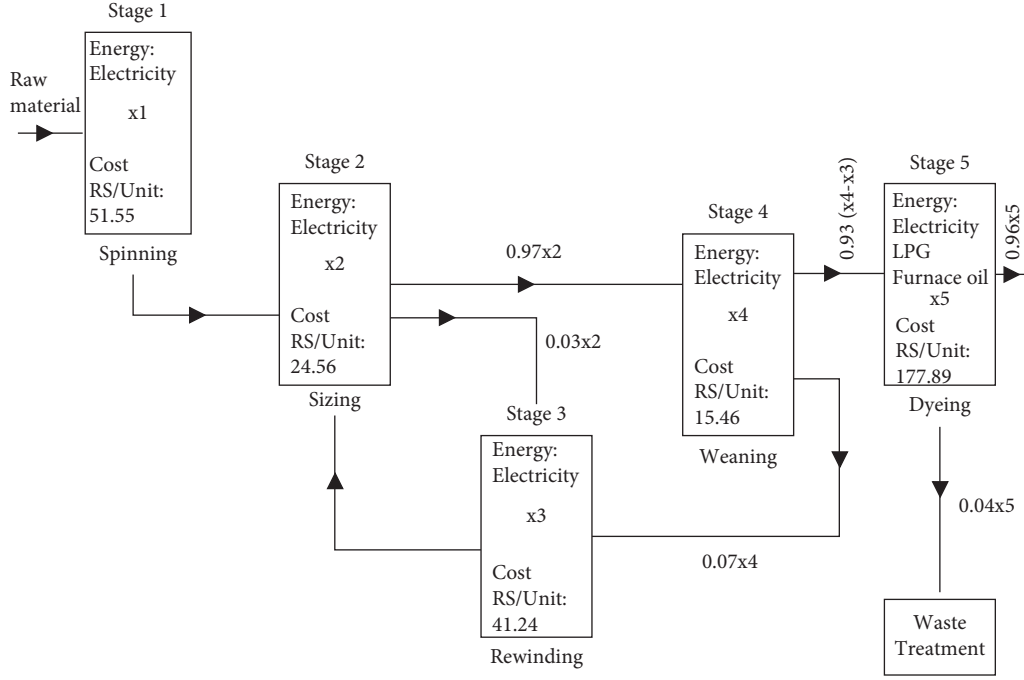 Stage 1
Energy:
Electricity
x1
Cost
RS/Unit:
51.55
Spinning
Raw
material
Stage 2
Energy:
Electricity
x2
Cost
RS/Unit:
24.56
Sizing
0.97x2
0.03x2
Stage 3
Energy:
Electricity
x3
Cost
RS/Unit:
41.24
Rewinding
Stage 4
Energy:
Electricity
x4
Cost
RS/Unit:
15.46
Weaning
0.07x4
0.93 (x4-x3)
Stage 5
Energy:
Electricity
LPG
Furnace oil
x5
Cost
RS/Unit:
177.89
Dyeing
0.96x5
0.04x5
Waste
Treatment